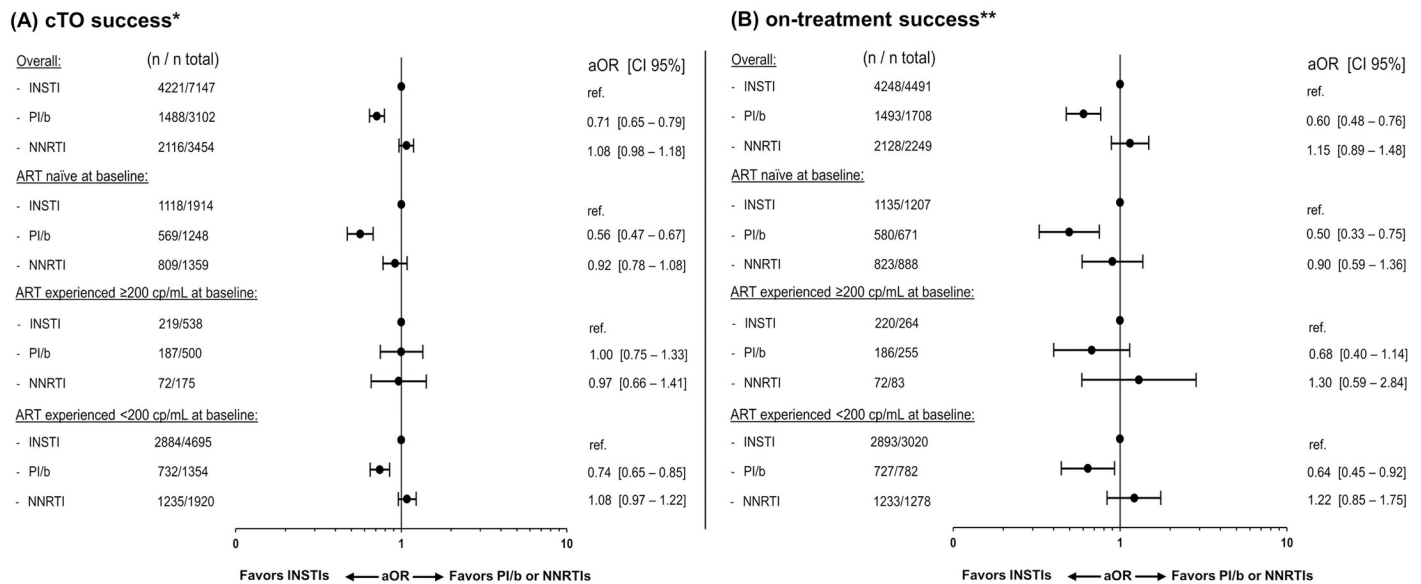 (A) cTO success*
Overall: (n / n total) aOR [CI 95%]
- INSTI 4221/7147 ref.
- PI/b 1488/3102 0.71 [0.65 – 0.79]
- NNRTI 2116/3454 1.08 [0.98 – 1.18]
ART naïve at baseline:
- INSTI 1118/1914 ref.
- PI/b 569/1248 0.56 [0.47 – 0.67]
- NNRTI 809/1359 0.92 [0.78 – 1.08]
ART experienced ≥200 cp/mL at baseline:
- INSTI 219/538 ref.
- PI/b 187/500 1.00 [0.75 – 1.33]
- NNRTI 72/175 0.97 [0.66 – 1.41]
ART experienced <200 cp/mL at baseline:
- INSTI 2884/4695 ref.
- PI/b 732/1354 0.74 [0.65 – 0.85]
- NNRTI 1235/1920 1.08 [0.97 – 1.22]
0 1 10
Favors INSTIs aOR Favors PI/b or NNRTIs
(B) on-treatment success**
Overall: (n / n total) aOR [CI 95%]
- INSTI 4248/4491 ref.
- PI/b 1493/1708 0.60 [0.48 – 0.76]
- NNRTI 2128/2249 1.15 [0.89 – 1.48]
ART naïve at baseline:
- INSTI 1135/1207 ref.
- PI/b 580/671 0.50 [0.33 – 0.75]
- NNRTI 823/888 0.90 [0.59 – 1.36]
ART experienced ≥200 cp/mL at baseline:
- INSTI 220/264 ref.
- PI/b 186/255 0.68 [0.40 – 1.14]
- NNRTI 72/83 1.30 [0.59 – 2.84]
ART experienced <200 cp/mL at baseline:
- INSTI 2893/3020 ref.
- PI/b 727/782 0.64 [0.45 – 0.92]
- NNRTI 1233/1278 1.22 [0.85 – 1.75]
0 1 10
Favors INSTIs aOR Favors PI/b or NNRTIs